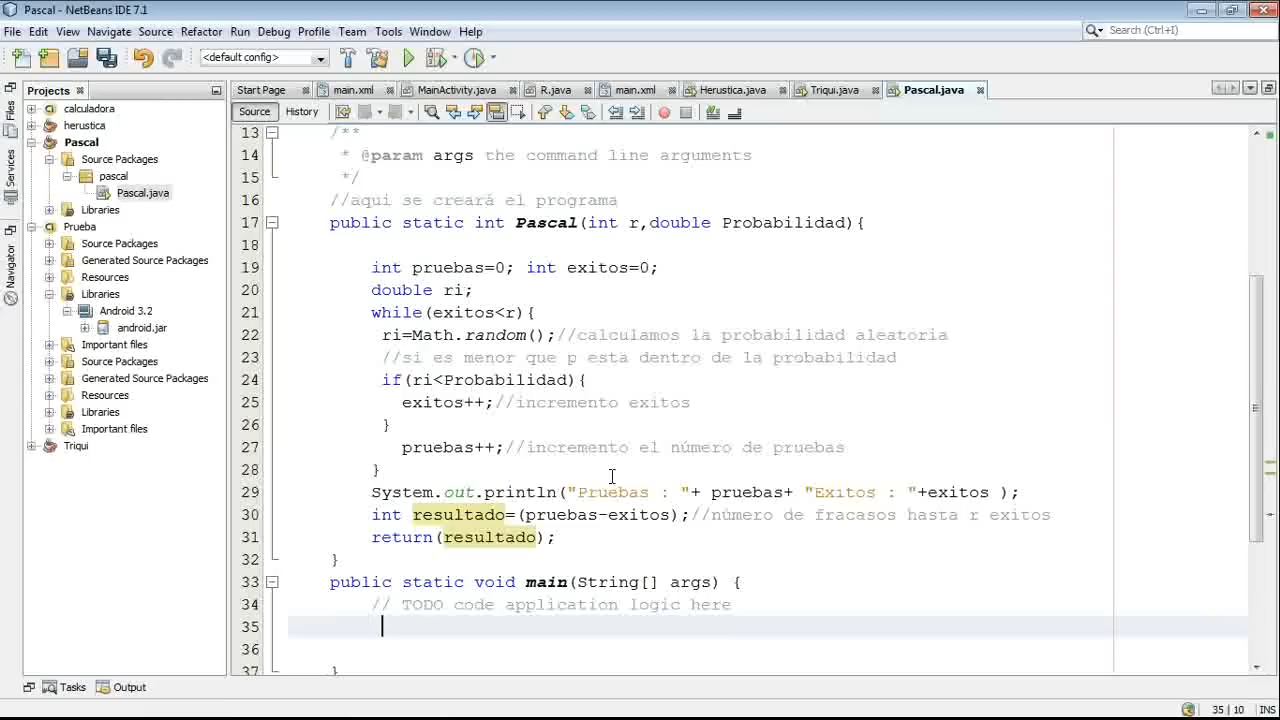 Pascal - NetBeans IDE 7.1
File Edit View Navigate Source Refactor Run Debug Profile Team Tools Window Help
Search (Ctrl+I)
<default config>
Projects
Start Page main.xml MainActivity.java R.java main.xml Herustica.java Triqui.java Pascal.java
Source History
Files
Services
Navigator
calculadora
herustica
Pascal
Source Packages
pascal
Pascal.java
Libraries
Prueba
Source Packages
Generated Source Packages
Resources
Libraries
Android 3.2
android.jar
Important files
Source Packages
Generated Source Packages
Resources
Libraries
Important files
Triqui
13 /**
14 * @param args the command line arguments
15 */
16 //aqui se creará el programa
17 public static int Pascal(int r,double Probabilidad){
18
19 int pruebas=0; int exitos=0;
20 double ri;
21 while(exitos<r){
22 ri=Math.random();//calculamos la probabilidad aleatoria
23 //si es menor que p esta dentro de la probabilidad
24 if(ri<Probabilidad){
25 exitos++;//incremento exitos
26 }
27 pruebas++;//incremento el número de pruebas
28 }
29 System.out.println("Pruebas : "+ pruebas+ "Exitos : "+exitos );
30 int resultado=(pruebas-exitos);//número de fracasos hasta r exitos
31 return(resultado);
32 }
33 public static void main(String[] args) {
34 // TODO code application logic here
35
36
37 }
Tasks Output
35 | 10 INS